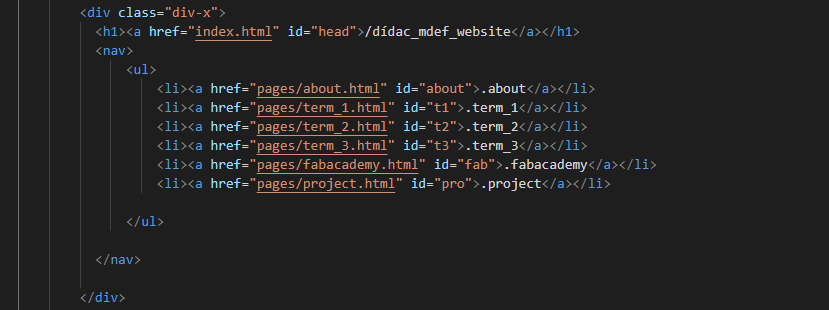 <div class="div-x">
<h1><a href="index.html" id="head">/dídac_mdef_website</a></h1>
<nav>
<ul>
<li><a href="pages/about.html" id="about">.about</a></li>
<li><a href="pages/term_1.html" id="t1">.term_1</a></li>
<li><a href="pages/term_2.html" id="t2">.term_2</a></li>
<li><a href="pages/term_3.html" id="t3">.term_3</a></li>
<li><a href="pages/fabacademy.html" id="fab">.fabacademy</a></li>
<li><a href="pages/project.html" id="pro">.project</a></li>
</ul>
</nav>
</div>